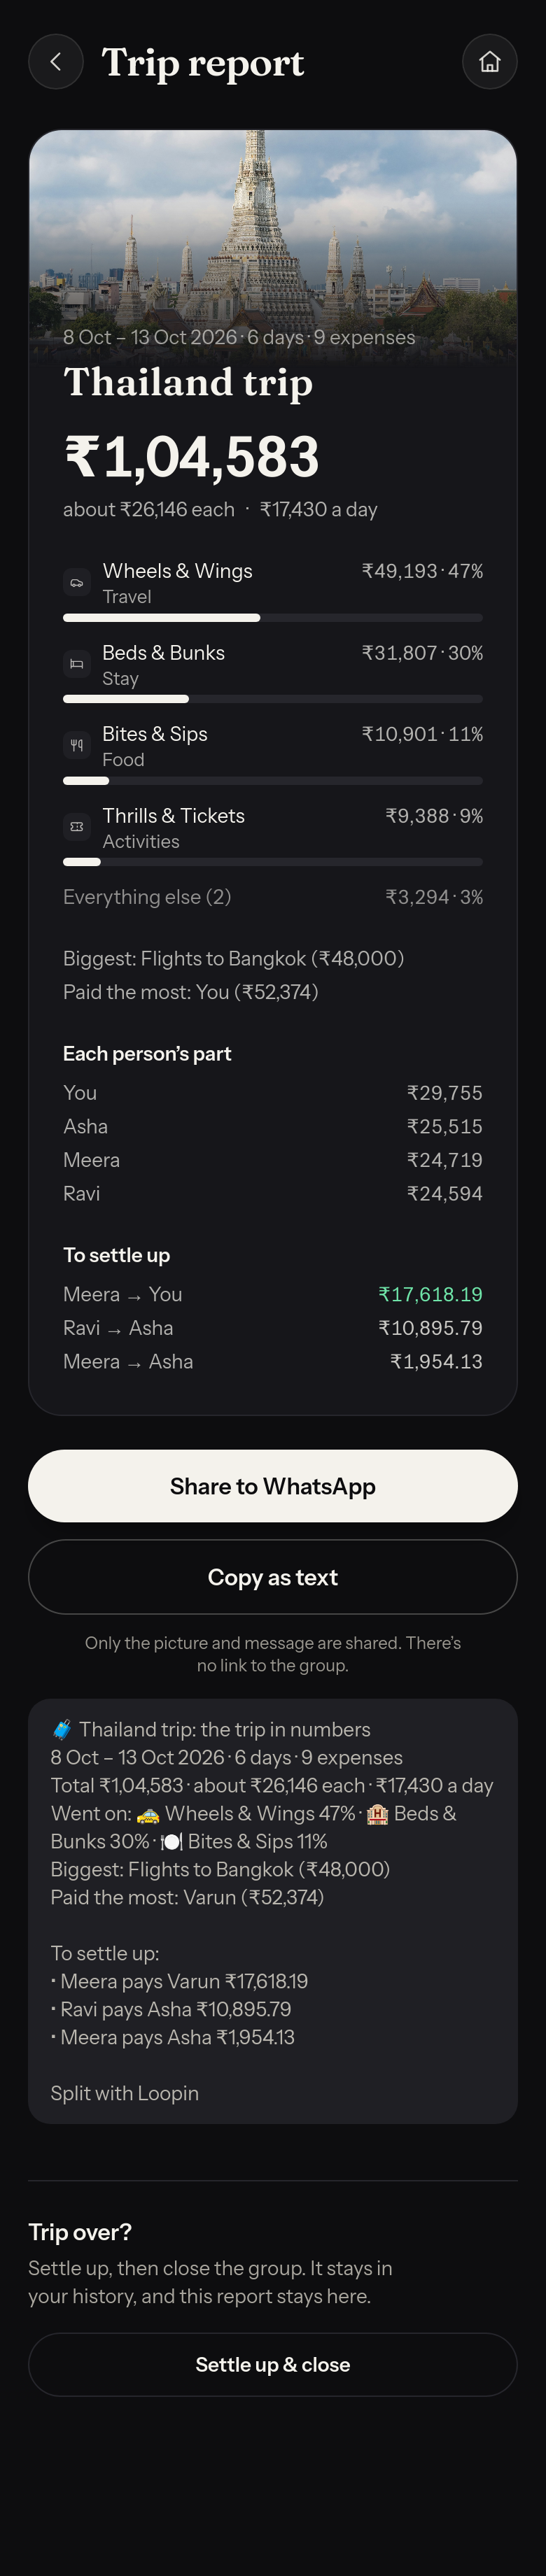 Trip report
8 Oct – 13 Oct 2026 · 6 days · 9 expenses
Thailand trip
₹1,04,583
about ₹26,146 each · ₹17,430 a day
Wheels & Wings ₹49,193 · 47%
Travel
Beds & Bunks ₹31,807 · 30%
Stay
Bites & Sips ₹10,901 · 11%
Food
Thrills & Tickets ₹9,388 · 9%
Activities
Everything else (2) ₹3,294 · 3%
Biggest: Flights to Bangkok (₹48,000)
Paid the most: You (₹52,374)
Each person’s part
You ₹29,755
Asha ₹25,515
Meera ₹24,719
Ravi ₹24,594
To settle up
Meera → You ₹17,618.19
Ravi → Asha ₹10,895.79
Meera → Asha ₹1,954.13
Share to WhatsApp
Copy as text
Only the picture and message are shared. There’s
no link to the group.
🧳 Thailand trip: the trip in numbers
8 Oct – 13 Oct 2026 · 6 days · 9 expenses
Total ₹1,04,583 · about ₹26,146 each · ₹17,430 a day
Went on: 🚕 Wheels & Wings 47% · 🏨 Beds &
Bunks 30% · 🍽️ Bites & Sips 11%
Biggest: Flights to Bangkok (₹48,000)
Paid the most: Varun (₹52,374)
To settle up:
• Meera pays Varun ₹17,618.19
• Ravi pays Asha ₹10,895.79
• Meera pays Asha ₹1,954.13
Split with Loopin
Trip over?
Settle up, then close the group. It stays in
your history, and this report stays here.
Settle up & close